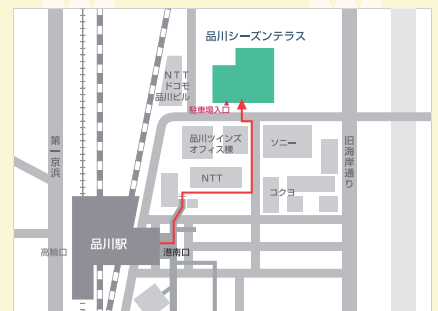 品川シーズンテラス
NTT
ドコモ
品川ビル
駐車場入口
第一京浜
品川ツインズ
オフィス棟
ソニー
旧海岸通り
NTT
コクヨ
品川駅
高輪口
港南口